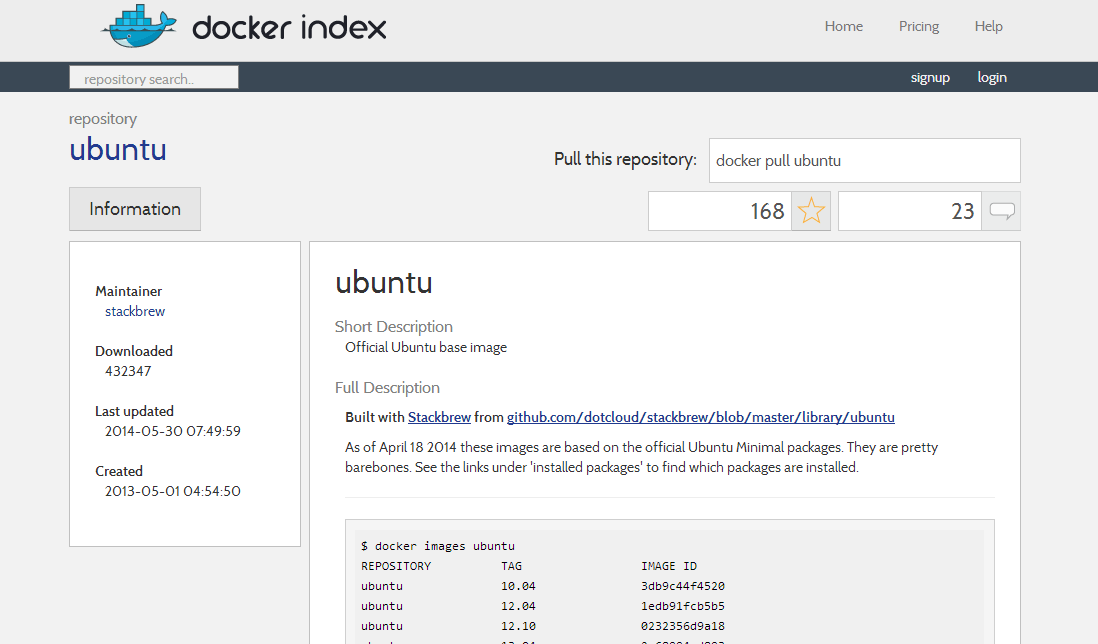 docker index
Home Pricing Help
repository search..
signup login
repository
ubuntu
Pull this repository: docker pull ubuntu
Information
168
23
Maintainer
stackbrew
Downloaded
432347
Last updated
2014-05-30 07:49:59
Created
2013-05-01 04:54:50
ubuntu
Short Description
Official Ubuntu base image
Full Description
Built with Stackbrew from github.com/dotcloud/stackbrew/blob/master/library/ubuntu
As of April 18 2014 these images are based on the official Ubuntu Minimal packages. They are pretty
barebones. See the links under 'installed packages' to find which packages are installed.
$ docker images ubuntu
REPOSITORY TAG IMAGE ID
ubuntu 10.04 3db9c44f4520
ubuntu 12.04 1edb91fcb5b5
ubuntu 12.10 0232356d9a18